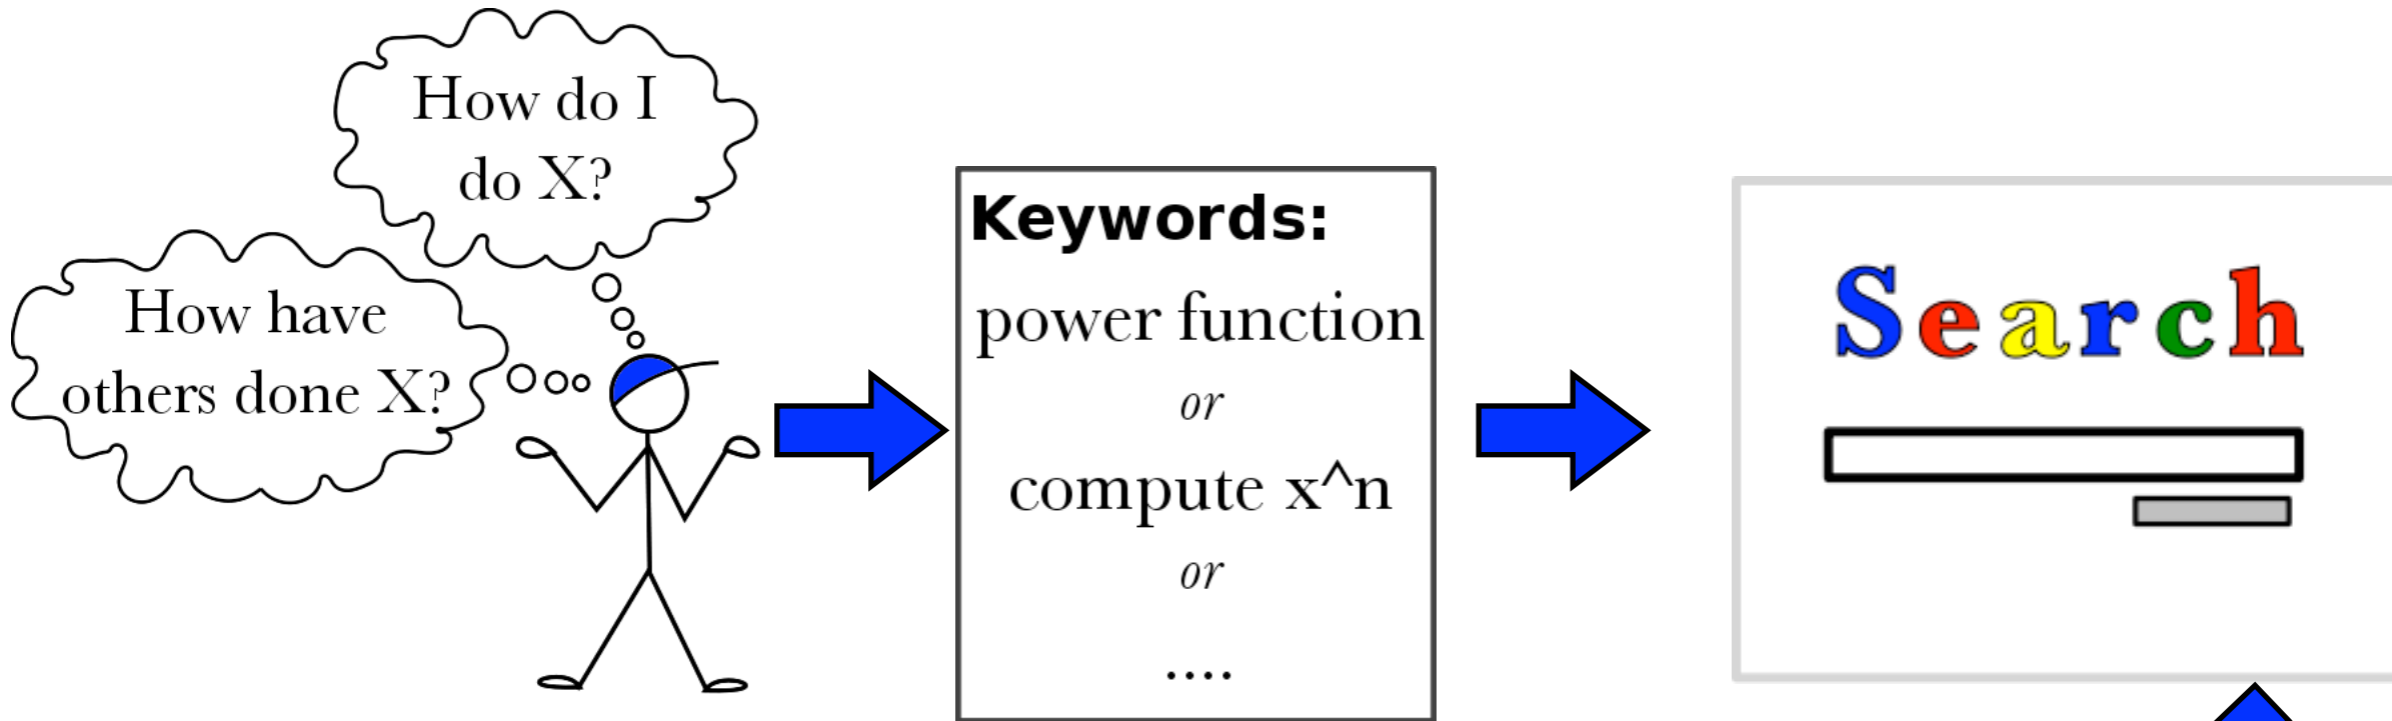 How do I
do X?
How have
others done X?
Keywords:
power function
or
compute x^n
or
....
Search